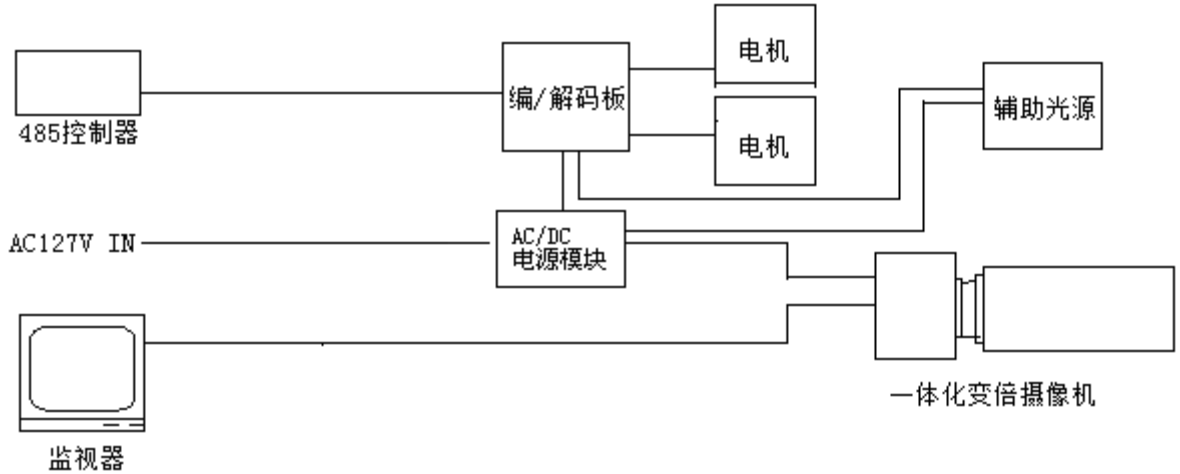 电机
编/解码板
辅助光源
485控制器
电机
AC127V IN
AC/DC
电源模块
一体化变倍摄像机
监视器